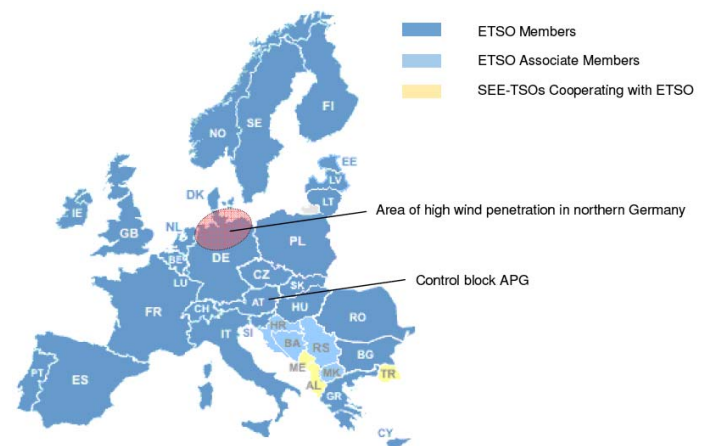 ETSO Members
ETSO Associate Members
SEE-TSOs Cooperating with ETSO
FI
NO
SE
EE
LV
DK
LT
IE
Area of high wind penetration in northern Germany
NL
GB
PL
DE
BE
CZ
Control block APG
LU
SK
AT
HU
CH
FR
RO
SI
HR
IT
BA
RS
BG
ME
MK
TR
PT
ES
AL
GR
CY